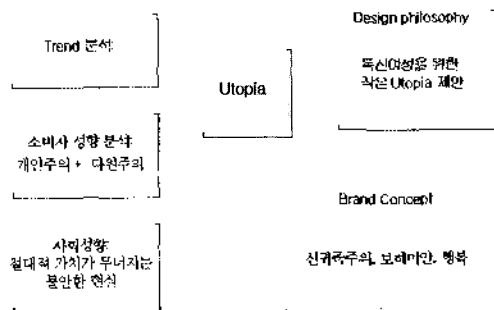 Trend 분석
소비자 성향 분석
개인주의 + 다원주의
사회성향
절대적 가치가 무너지는
불안한 현실
Utopia
Design philosophy
독신여성을 위한
작은 Utopia 제안
Brand Concept
신귀족주의, 보헤미안, 행복